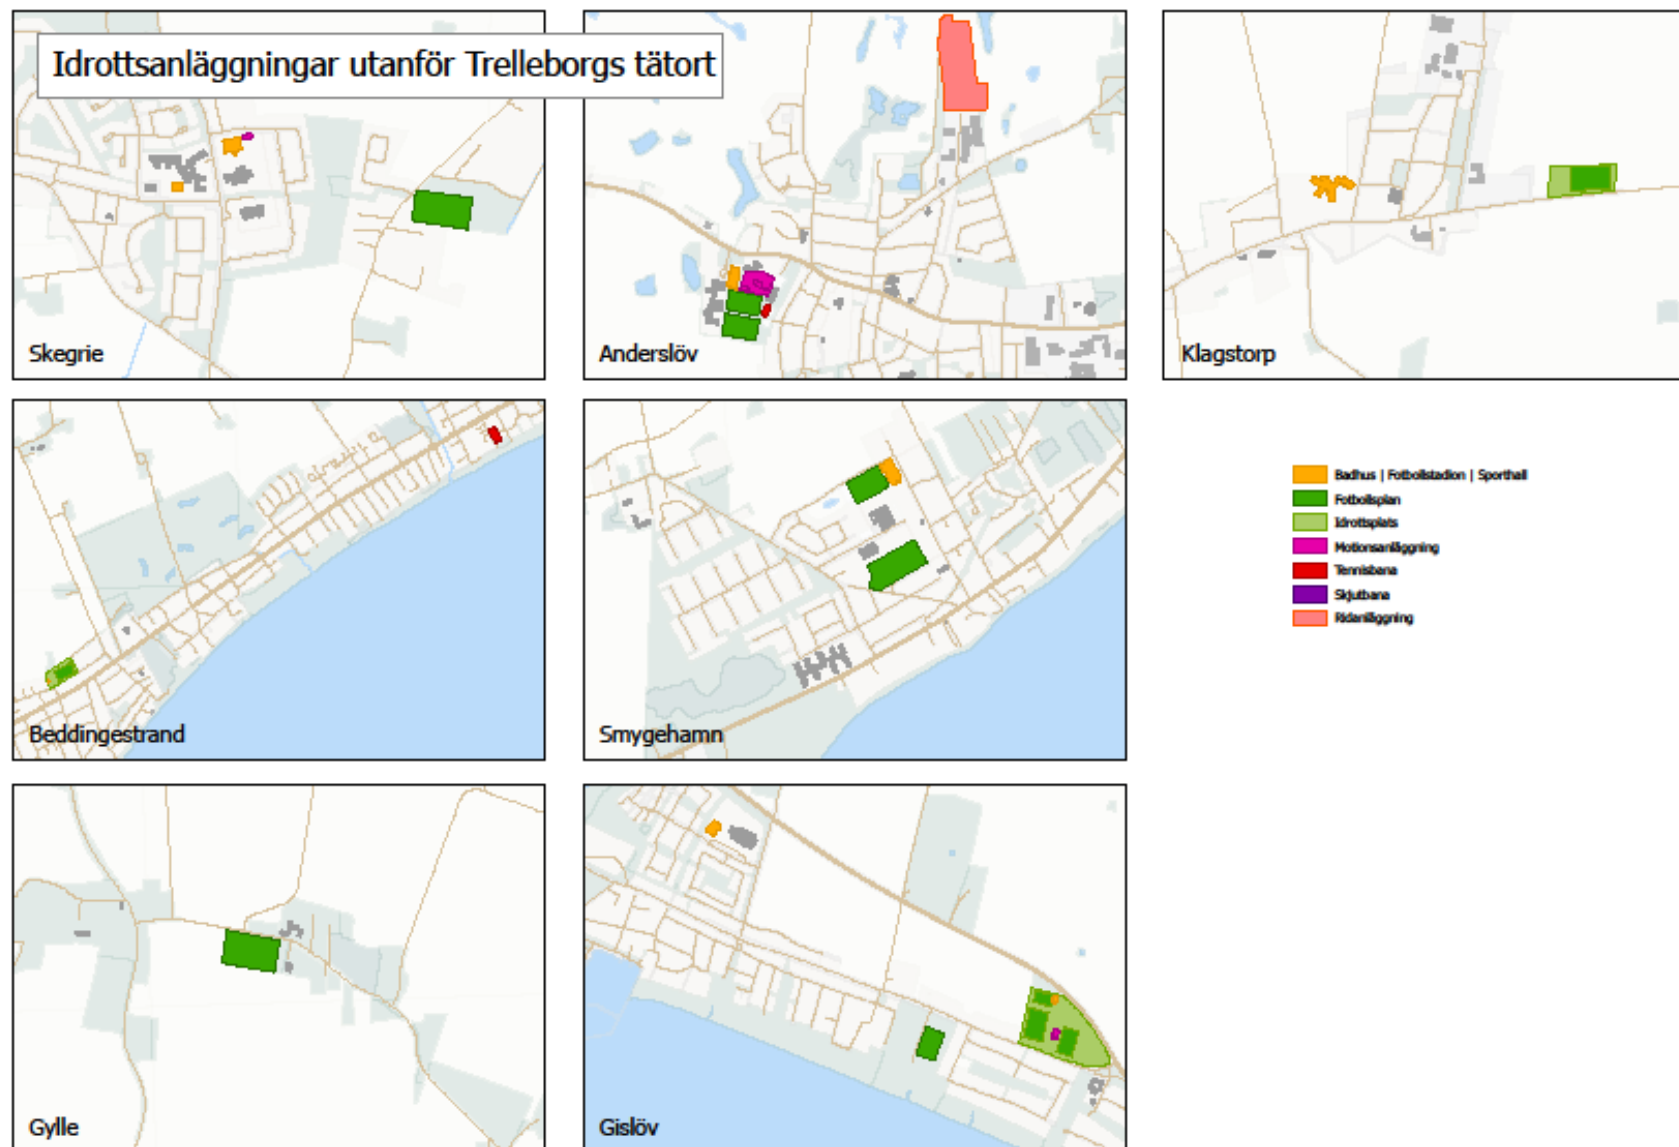 Idrottsanläggningar utanför Trelleborgs tätort
Skegrie
Anderslöv
Klagstorp
Beddingestrand
Smygehamn
Badhus | Fotbollstadion | Sporthall
Fotbollsplan
Idrottsplats
Motionsanläggning
Tennisbana
Skjutbana
Ridanläggning
Gylle
Gislöv